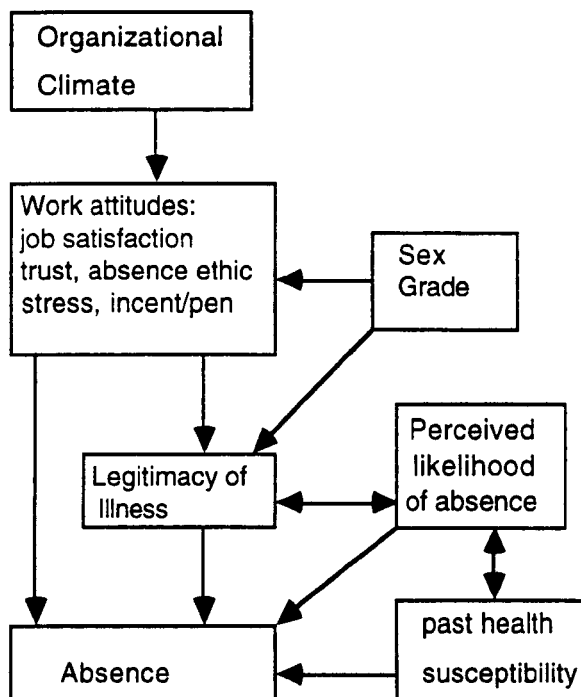 Organizational
Climate
Work attitudes:
job satisfaction
trust, absence ethic
stress, incent/pen
Sex
Grade
Legitimacy of
Illness
Perceived
likelihood
of absence
Absence
past health
susceptibility